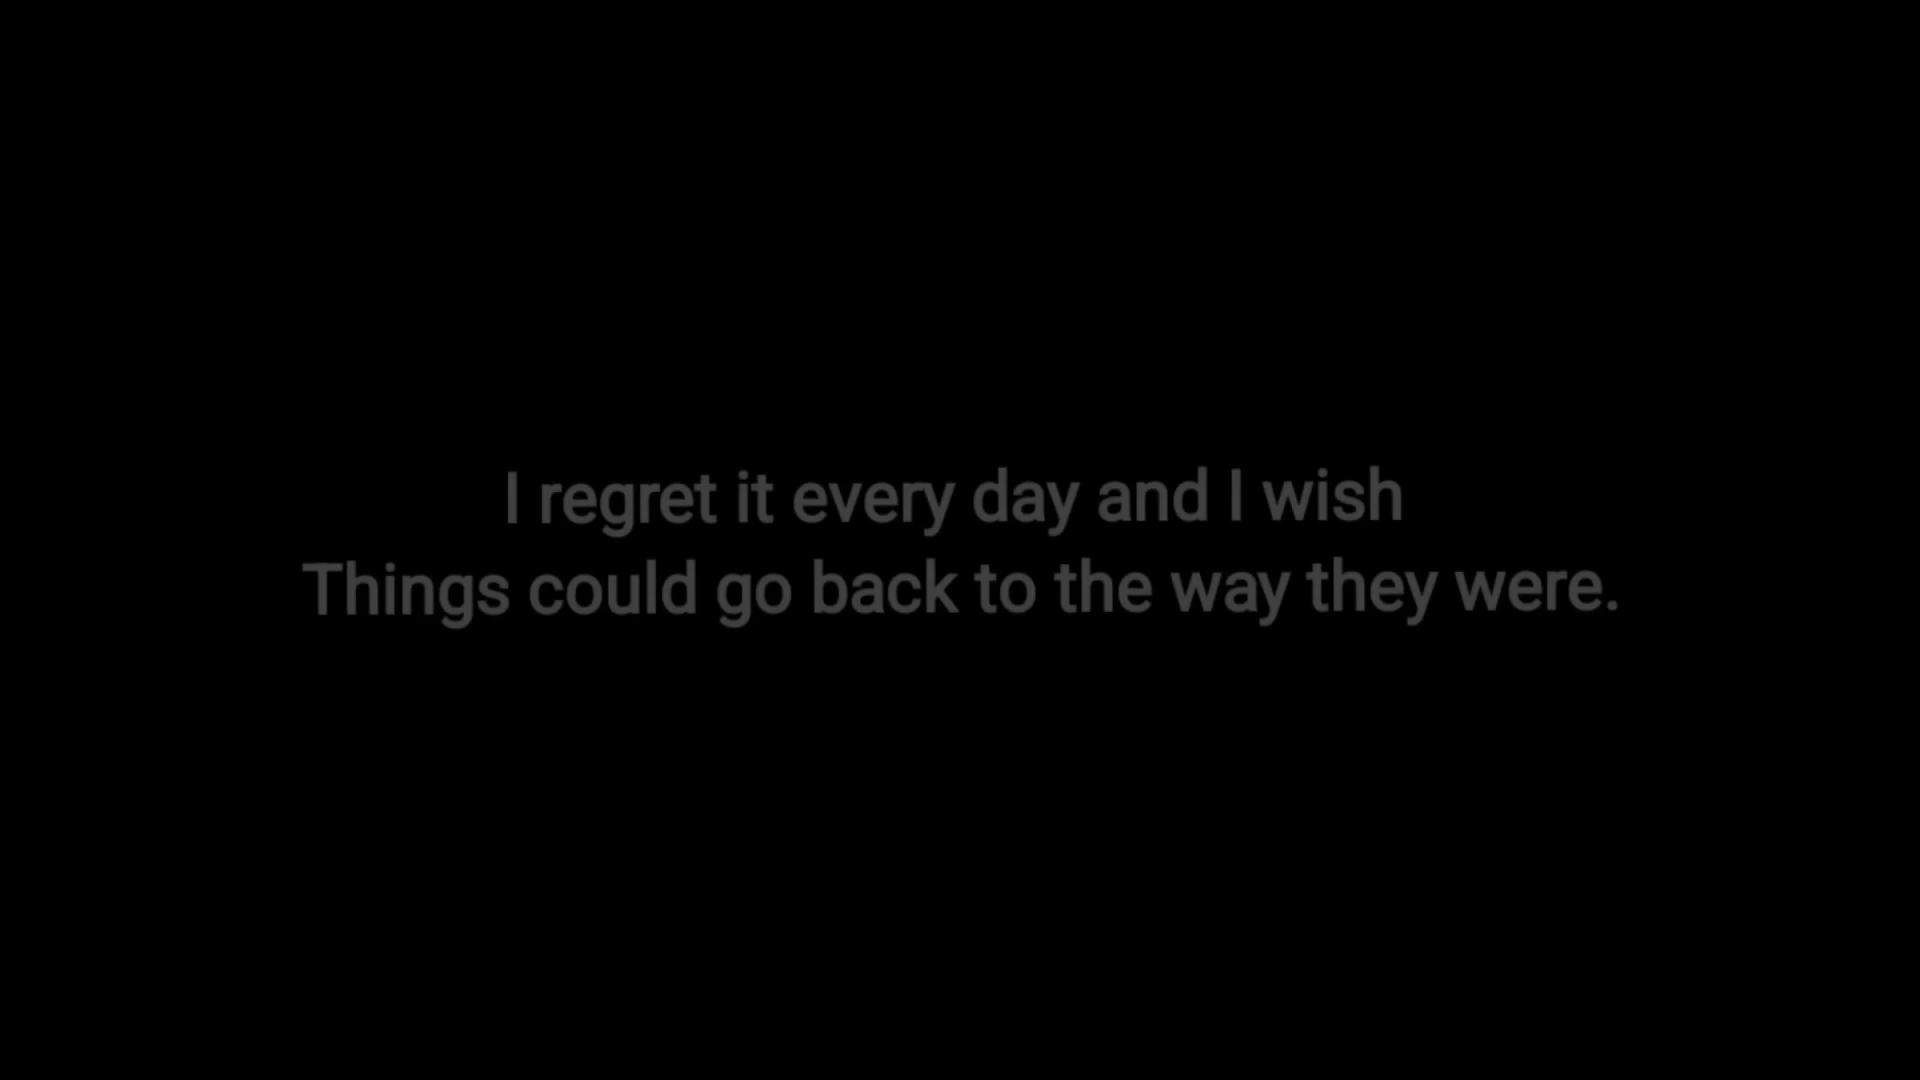 I regret it every day and I wish
Things could go back to the way they were.